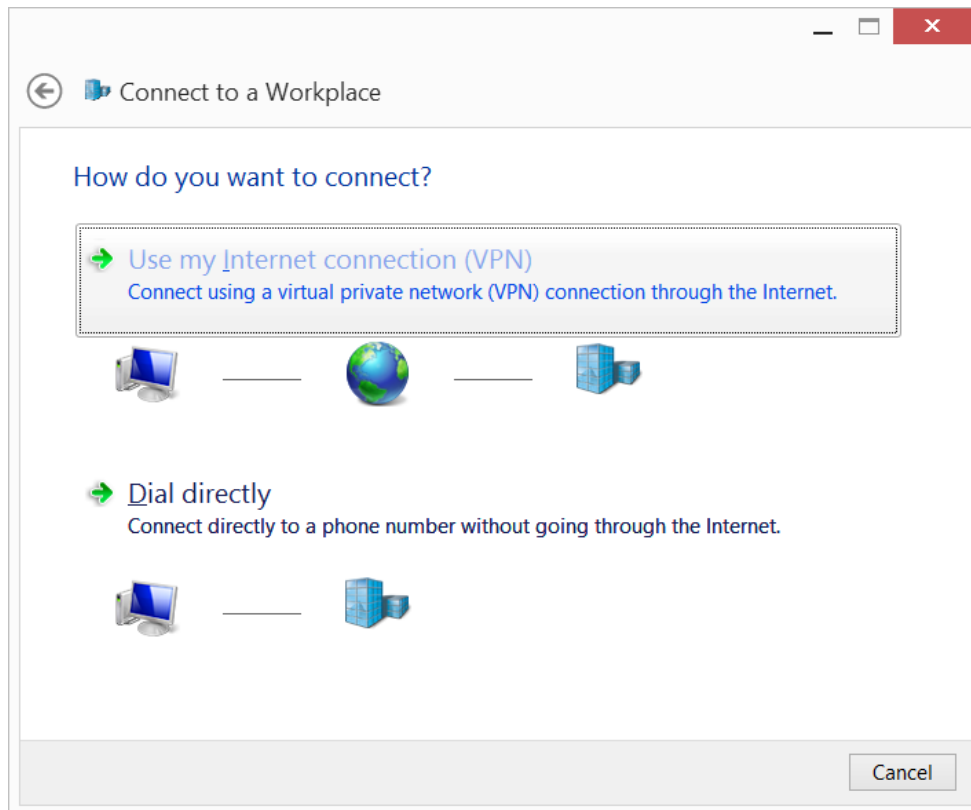 Connect to a Workplace
How do you want to connect?
Use my Internet connection (VPN)
Connect using a virtual private network (VPN) connection through the Internet.
Dial directly
Connect directly to a phone number without going through the Internet.
Cancel